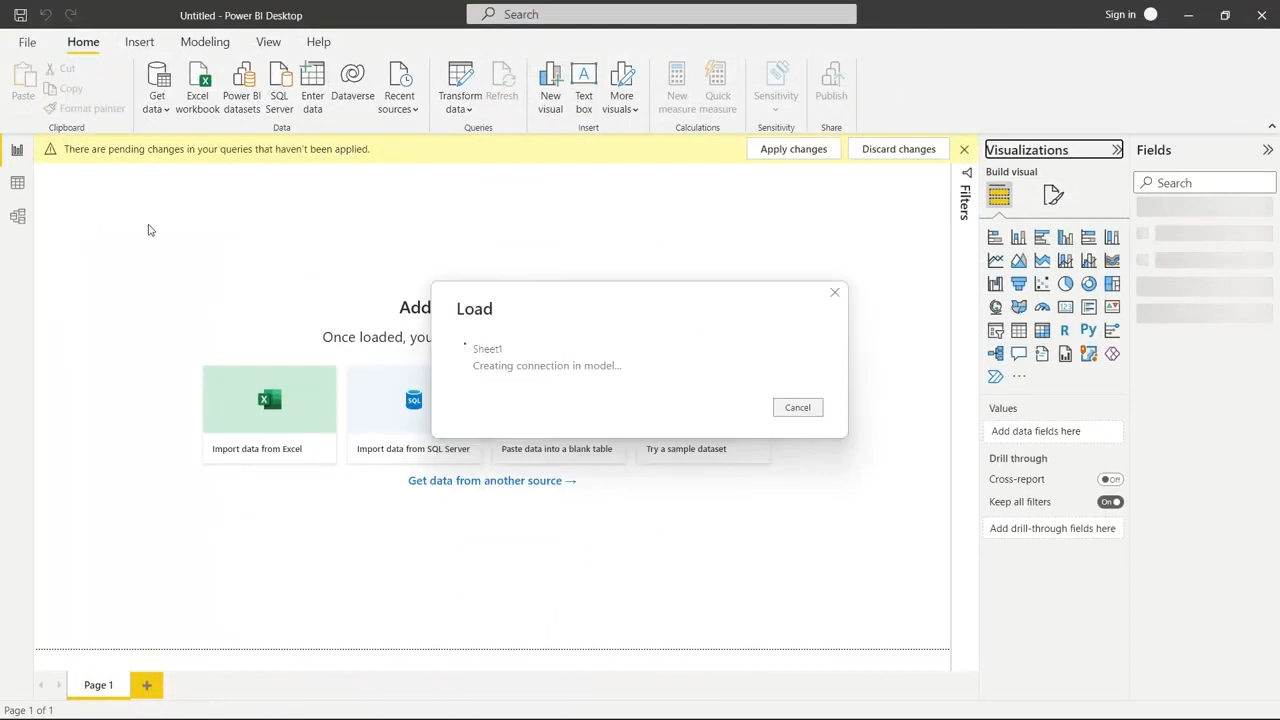 Untitled - Power BI Desktop
Search
Sign in
File
Home
Insert
Modeling
View
Help
Paste
Cut
Copy
Format painter
Clipboard
Get
data
Excel
workbook
Power BI
datasets
SQL
Server
Enter
data
Dataverse
Recent
sources
Data
Transform
data
Refresh
Queries
New
visual
Text
box
More
visuals
Insert
New
measure
Quick
measure
Calculations
Sensitivity
Sensitivity
Publish
Share
There are pending changes in your queries that haven't been applied.
Apply changes
Discard changes
Filters
Add
Once loaded, you
Load
Sheet1
Creating connection in model...
Cancel
Import data from Excel
SQL
Import data from SQL Server
Paste data into a blank table
Try a sample dataset
Get data from another source →
Visualizations
Build visual
R
Py
Values
Add data fields here
Drill through
Cross-report
Off
Keep all filters
On
Add drill-through fields here
Fields
Search
Page 1
Page 1 of 1